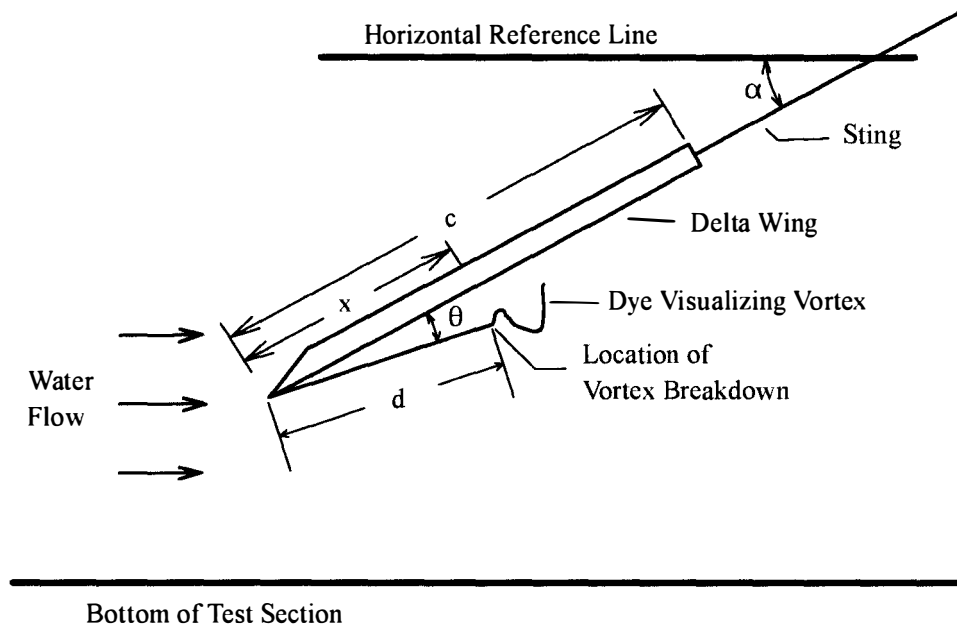 Horizontal Reference Line
α
Sting
c
Delta Wing
x
Dye Visualizing Vortex
θ
Location of
Vortex Breakdown
Water
Flow
d
Bottom of Test Section